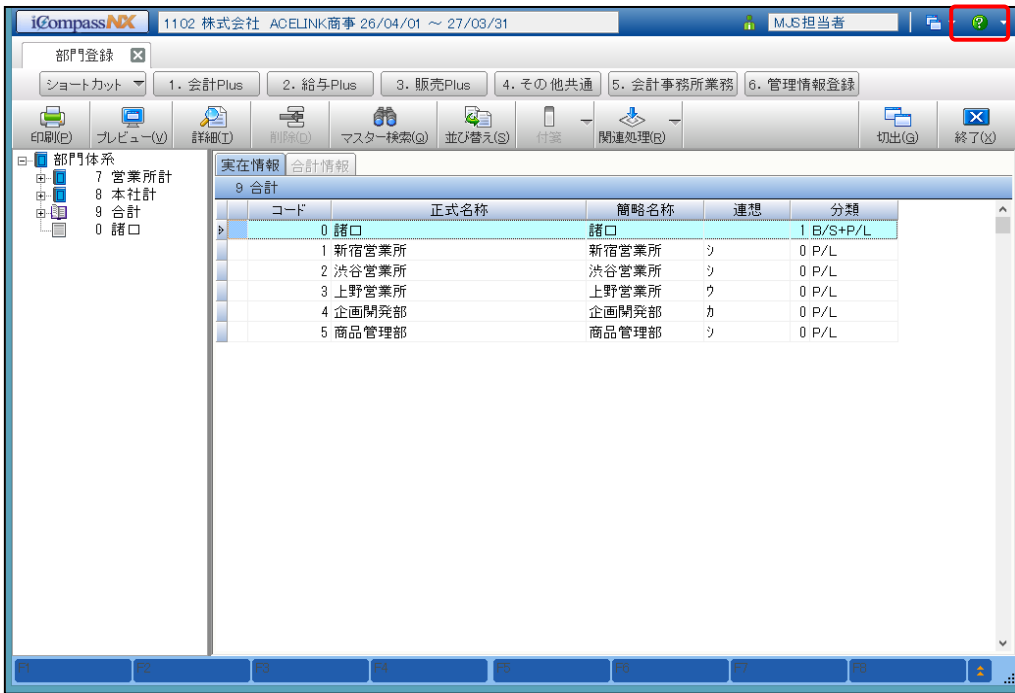 iCompassNX 1102 株式会社 ACELINK商事 26/04/01 ～ 27/03/31 MJS担当者
部門登録
ショートカット 1. 会計Plus 2. 給与Plus 3. 販売Plus 4. その他共通 5. 会計事務所業務 6. 管理情報登録
印刷(P) プレビュー(V) 詳細(T) 削除(D) マスター検索(Q) 並び替え(S) 付箋 関連処理(R) 切出(G) 終了(X)
部門体系
7 営業所計
8 本社計
9 合計
0 諸口
実在情報 合計情報
9 合計
コード 正式名称 簡略名称 連想 分類
0 諸口 諸口 1 B/S+P/L
1 新宿営業所 新宿営業所 ｼ 0 P/L
2 渋谷営業所 渋谷営業所 ｼ 0 P/L
3 上野営業所 上野営業所 ｳ 0 P/L
4 企画開発部 企画開発部 ｶ 0 P/L
5 商品管理部 商品管理部 ｼ 0 P/L
F1 F2 F3 F4 F5 F6 F7 F8